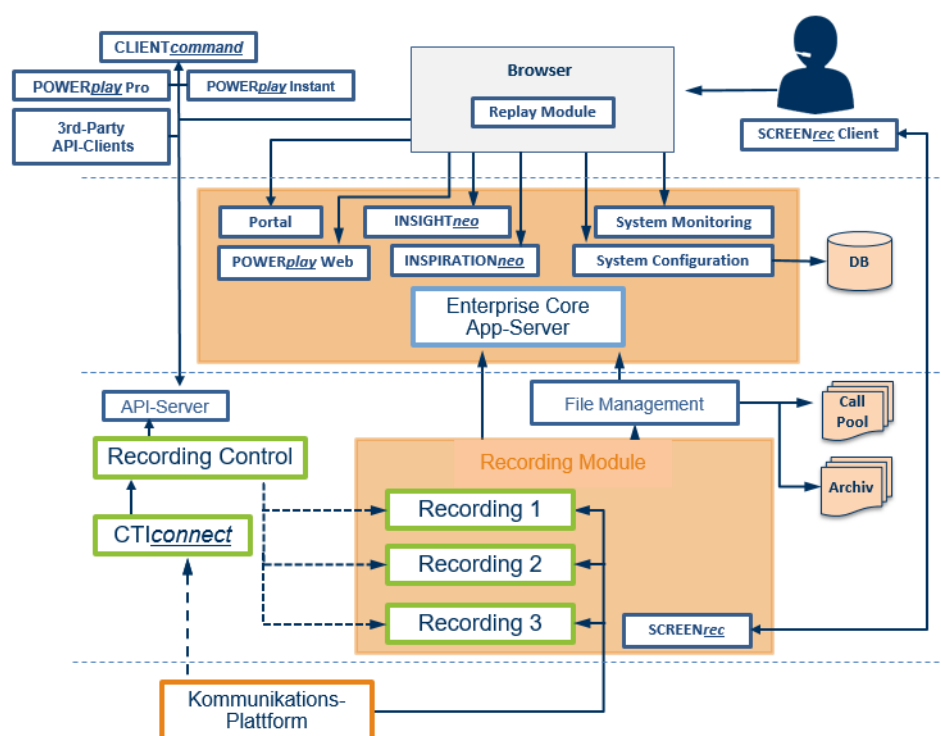 CLIENTcommand
POWERplay Pro
POWERplay Instant
3rd-Party
API-Clients
Browser
Replay Module
SCREENrec Client
Portal
INSIGHTneo
System Monitoring
POWERplay Web
INSPIRATIONneo
System Configuration
DB
Enterprise Core
App-Server
API-Server
File Management
Call
Pool
Recording Control
Recording Module
Archiv
Recording 1
CTIconnect
Recording 2
Recording 3
SCREENrec
Kommunikations-
Plattform